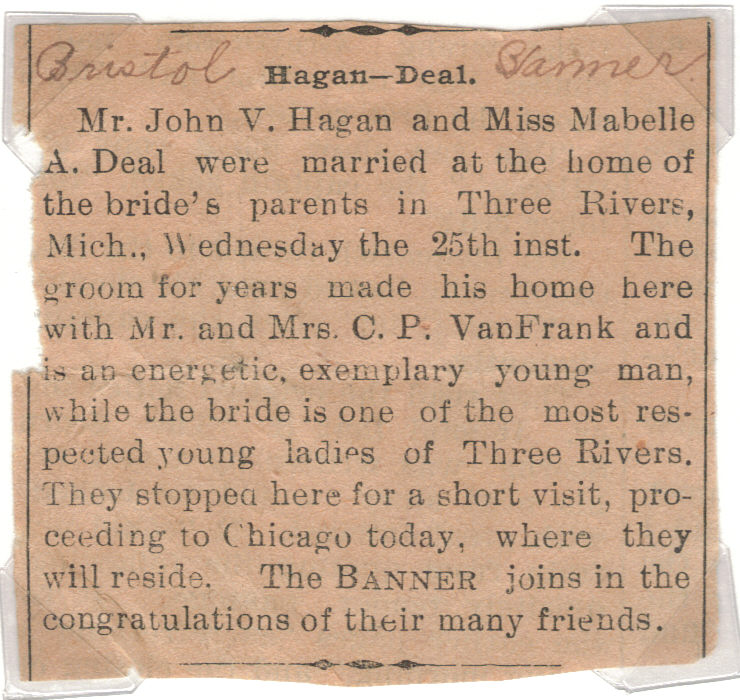 Bristol Banner
Hagan—Deal.
Mr. John V. Hagan and Miss Mabelle
A. Deal were married at the home of
the bride's parents in Three Rivers,
Mich., Wednesday the 25th inst. The
groom for years made his home here
with Mr. and Mrs. C. P. VanFrank and
is an energetic, exemplary young man,
while the bride is one of the most res-
pected young ladies of Three Rivers.
They stopped here for a short visit, pro-
ceeding to Chicago today, where they
will reside. The BANNER joins in the
congratulations of their many friends.